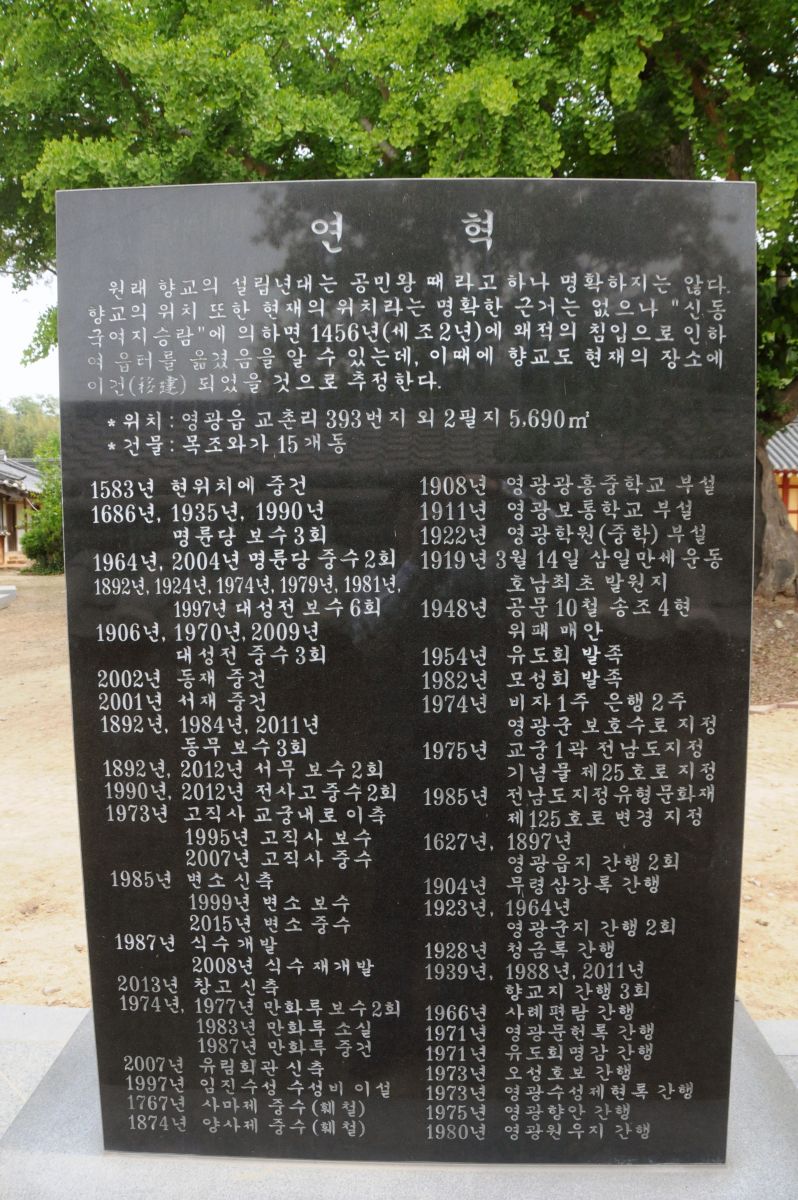 연 혁
원래 향교의 설립년대는 공민왕 때 라고 하나 명확하지는 않다.
향교의 위치 또한 현재의 위치라는 명확한 근거는 없으나 "신동
국여지승람"에 의하면 1456년(세조2년)에 왜적의 침입으로 인하
여 읍터를 옮겼음을 알 수 있는데, 이때에 향교도 현재의 장소에
이건(移建) 되었을 것으로 추정한다.
* 위치 : 영광읍 교촌리 393번지 외 2필지 5.690㎡
* 건물 : 목조와가 15개동
1583년 현위치에 중건
1686년, 1935년, 1990년
명륜당 보수3회
1964년, 2004년 명륜당 중수2회
1892년, 1924년, 1974년, 1979년, 1981년,
1997년 대성전 보수6회
1906년, 1970년, 2009년
대성전 중수3회
2002년 동재 중건
2001년 서재 중건
1892년, 1984년, 2011년
동무 보수3회
1892년, 2012년 서무 보수2회
1990년, 2012년 전사고 중수2회
1973년 고직사 교궁내로 이축
1995년 고직사 보수
2007년 고직사 중수
1985년 변소신축
1999년 변소 보수
2015년 변소 중수
1987년 식수개발
2008년 식수 재개발
2013년 창고신축
1974년, 1977년 만화루보수2회
1983년 만화루 소실
1987년 만화루 중건
2007년 유림회관 신축
1997년 임진수성 수성비 이설
1767년 사마제 중수(毁철)
1874년 양사제 중수(毁철)
1908년 영광광흥중학교 부설
1911년 영광보통학교 부설
1922년 영광학원(중학) 부설
1919년 3월 14일 삼일만세운동
호남최초 발원지
1948년 공문10철 송조4현
위패 매안
1954년 유도회 발족
1982년 모성회 발족
1974년 비자1주 은행2주
영광군 보호수로 지정
1975년 교궁1곽 전남도지정
기념물 제25호로 지정
1985년 전남도지정유형문화재
제125호로 변경 지정
1627년, 1897년
영광읍지 간행2회
1904년 무령삼강록 간행
1923년, 1964년
영광군지 간행 2회
1928년 청금록 간행
1939년, 1988년, 2011년
향교지 간행3회
1966년 사례편람 간행
1971년 영광문헌록 간행
1971년 유도회명감 간행
1973년 오성호보 간행
1973년 영광수성제현록 간행
1975년 영광향안 간행
1980년 영광원우지 간행